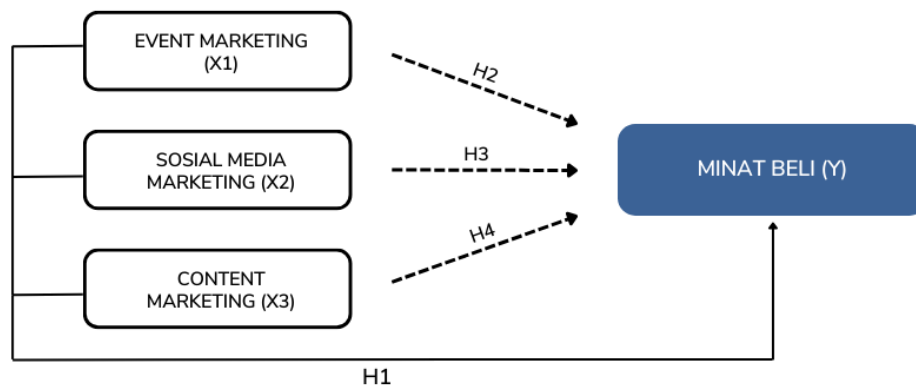 EVENT MARKETING
(X1)
H2
SOSIAL MEDIA
MARKETING (X2)
H3
MINAT BELI (Y)
CONTENT
MARKETING (X3)
H4
H1